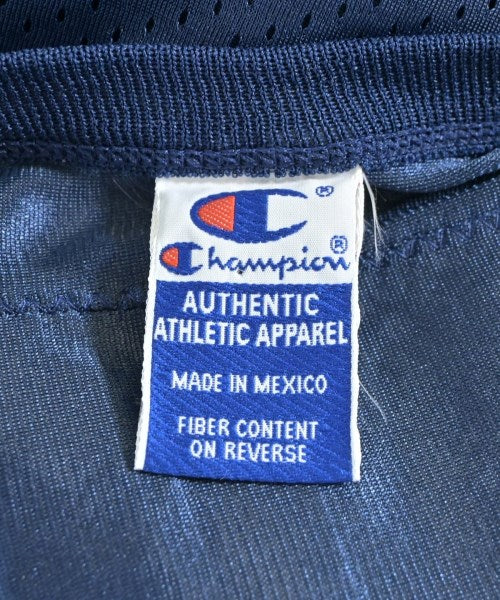 ®
Champion®
AUTHENTIC
ATHLETIC APPAREL
MADE IN MEXICO
FIBER CONTENT
ON REVERSE